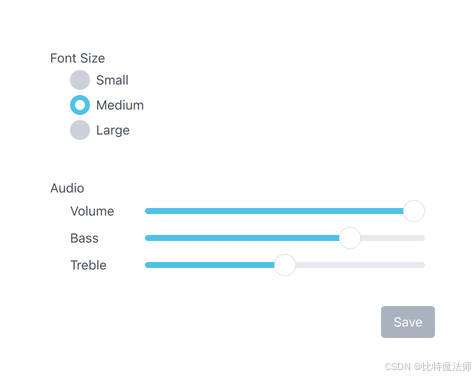 Font Size
Small
Medium
Large
Audio
Volume
Bass
Treble
Save
CSDN @比特魔法师